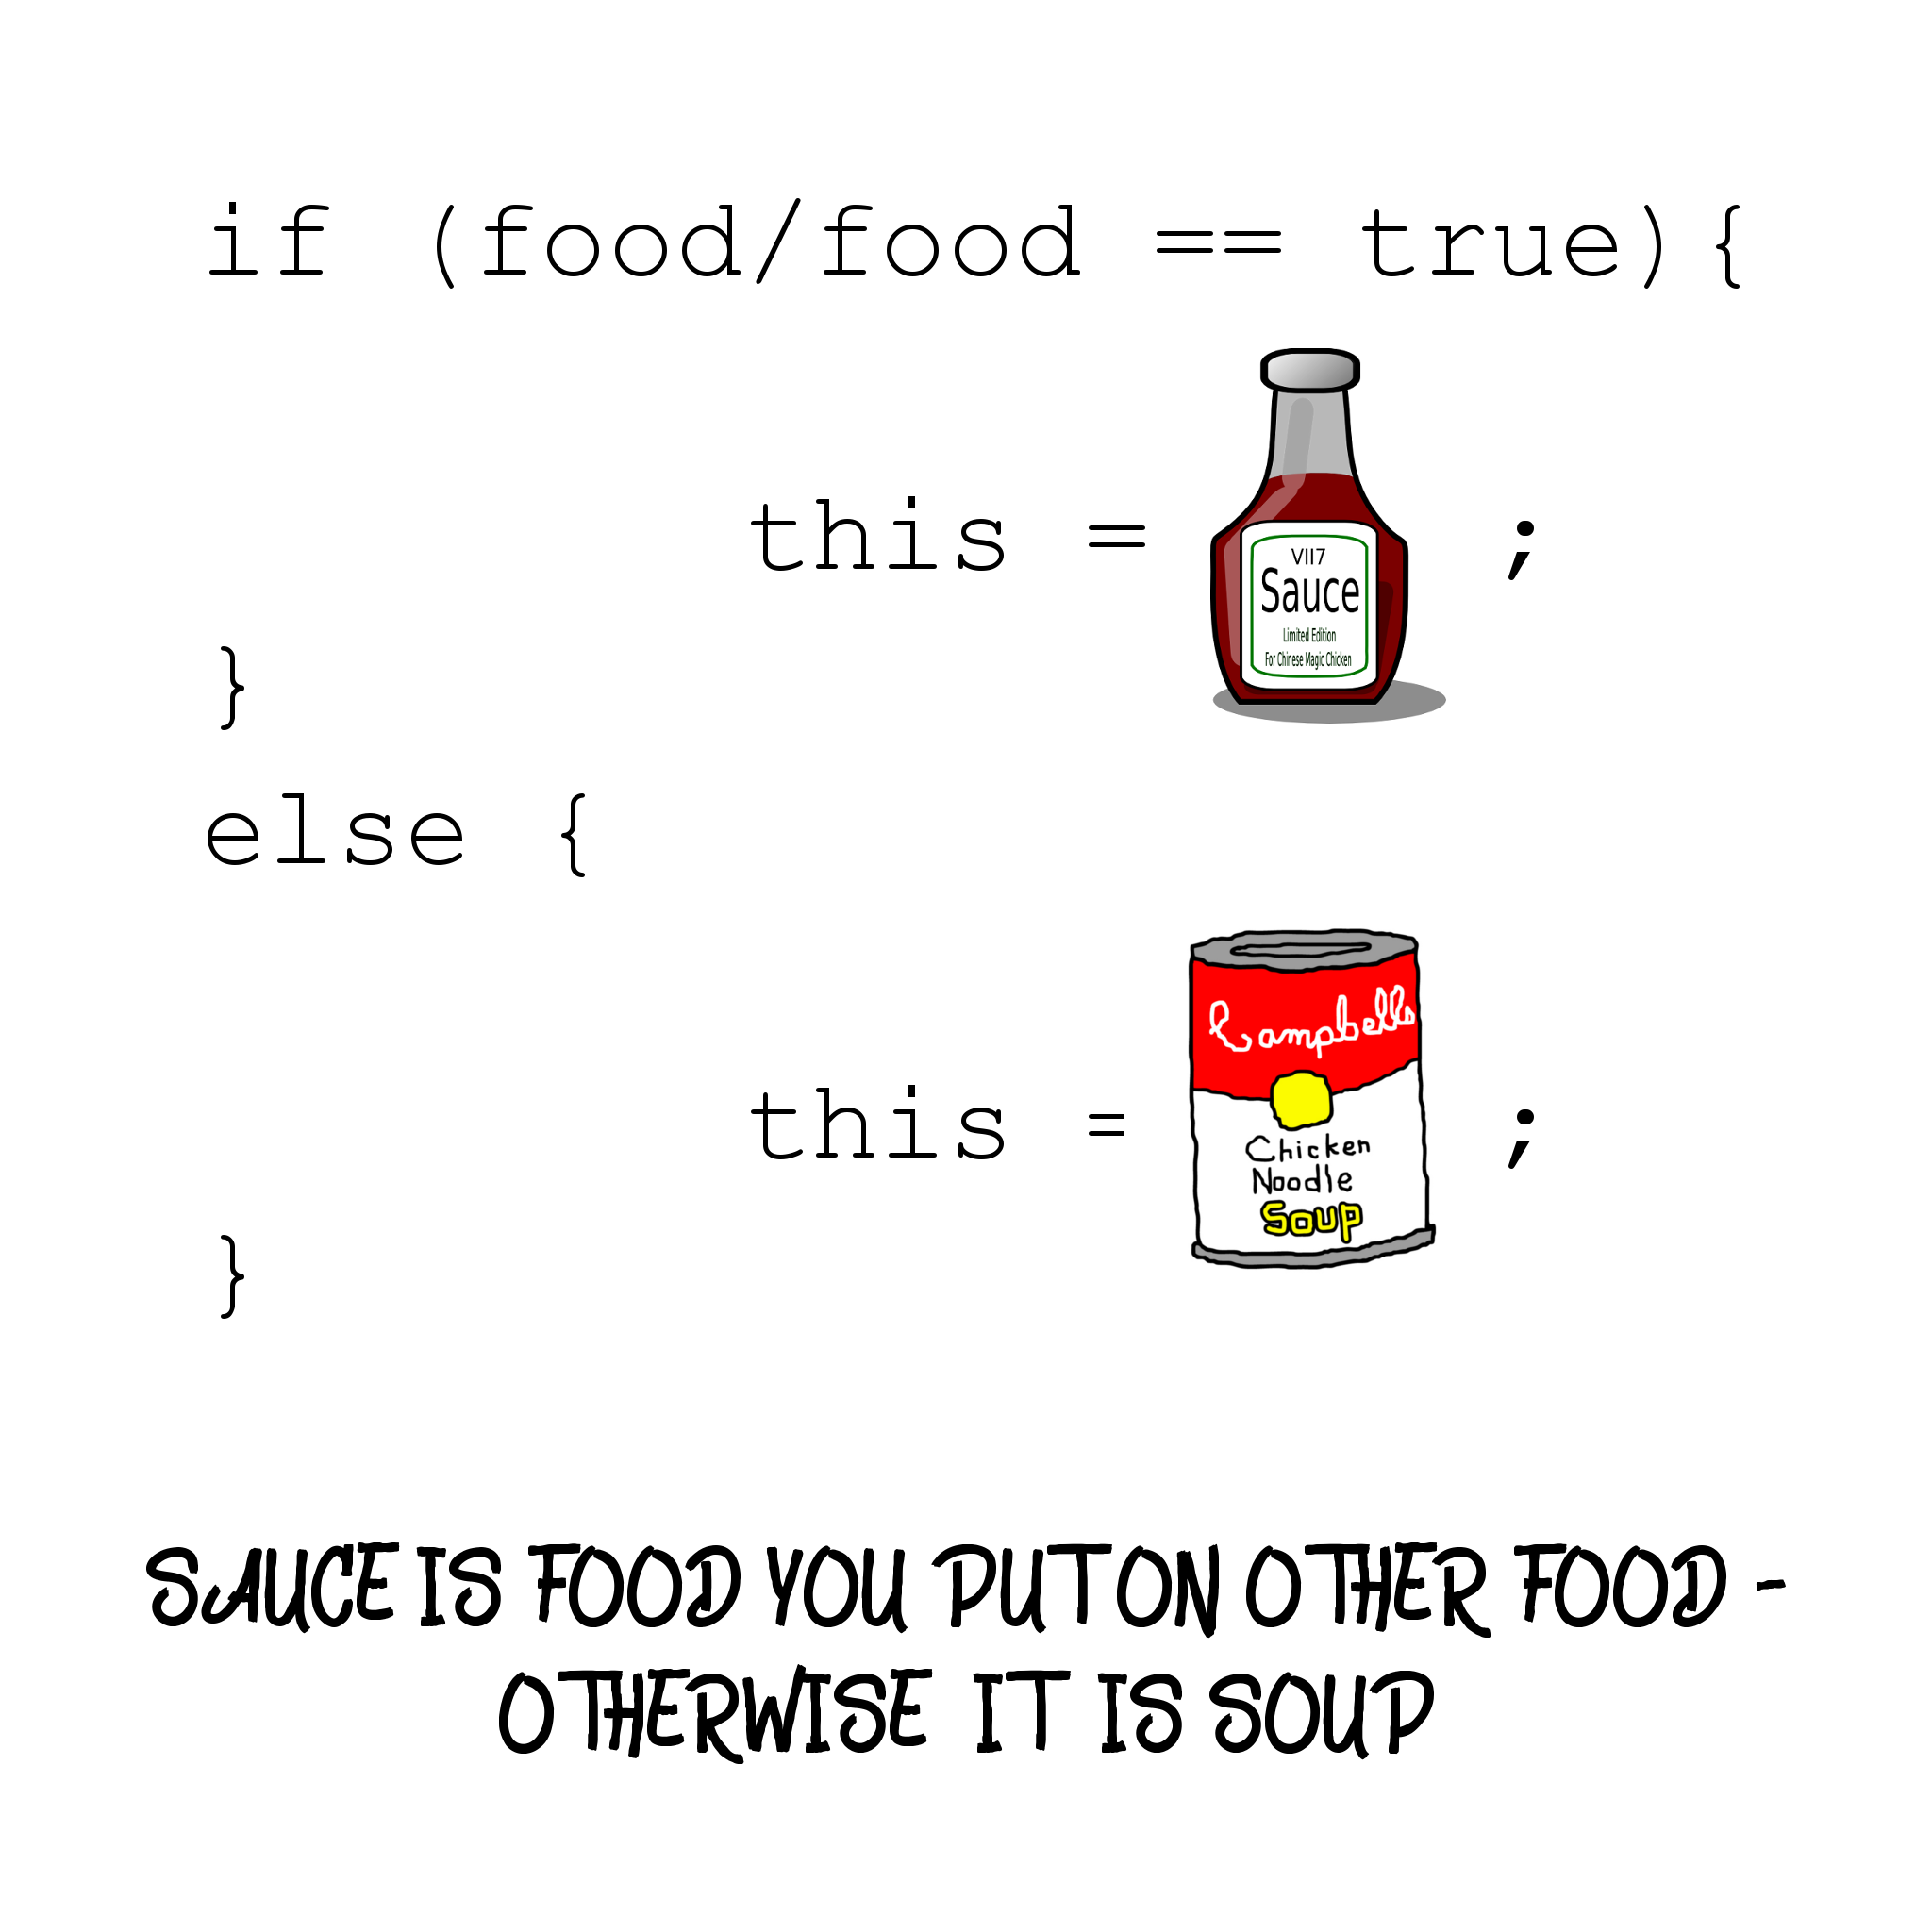 if (food/food == true){
this = ;
VII7
Sauce
Limited Edition
For Chinese Magic Chicken
}
else {
this = ;
Campbells
Chicken
Noodle
Soup
}
SAUCE IS FOOD YOU PUT ON OTHER FOOD -
OTHERWISE IT IS SOUP